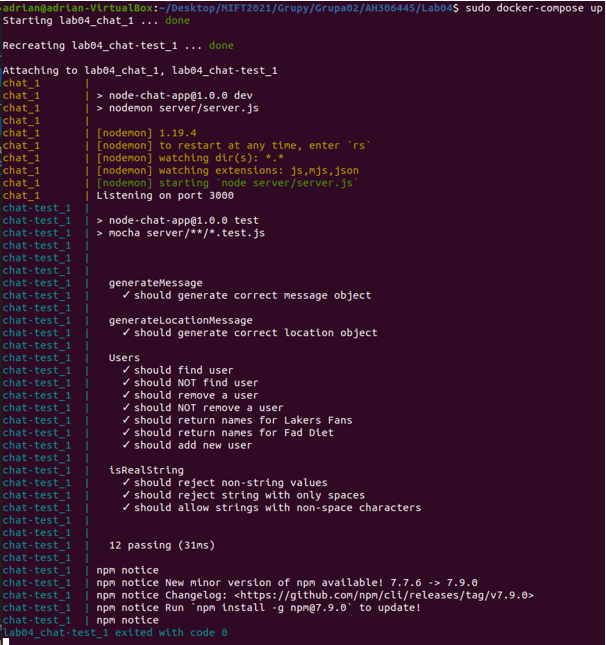 adrian@adrian-VirtualBox:~/Desktop/MIFT2021/Grupy/Grupa02/AH306445/Lab04$ sudo docker-compose up
Starting lab04_chat_1 ... done
Recreating lab04_chat-test_1 ... done
Attaching to lab04_chat_1, lab04_chat-test_1
chat_1       |
chat_1       | > node-chat-app@1.0.0 dev
chat_1       | > nodemon server/server.js
chat_1       |
chat_1       | [nodemon] 1.19.4
chat_1       | [nodemon] to restart at any time, enter `rs`
chat_1       | [nodemon] watching dir(s): *.*
chat_1       | [nodemon] watching extensions: js,mjs,json
chat_1       | [nodemon] starting `node server/server.js`
chat_1       | Listening on port 3000
chat-test_1  |
chat-test_1  | > node-chat-app@1.0.0 test
chat-test_1  | > mocha server/**/*.test.js
chat-test_1  |
chat-test_1  |
chat-test_1  |
chat-test_1  |   generateMessage
chat-test_1  |     ✓ should generate correct message object
chat-test_1  |
chat-test_1  |   generateLocationMessage
chat-test_1  |     ✓ should generate correct location object
chat-test_1  |
chat-test_1  |   Users
chat-test_1  |     ✓ should find user
chat-test_1  |     ✓ should NOT find user
chat-test_1  |     ✓ should remove a user
chat-test_1  |     ✓ should NOT remove a user
chat-test_1  |     ✓ should return names for Lakers Fans
chat-test_1  |     ✓ should return names for Fad Diet
chat-test_1  |     ✓ should add new user
chat-test_1  |
chat-test_1  |   isRealString
chat-test_1  |     ✓ should reject non-string values
chat-test_1  |     ✓ should reject string with only spaces
chat-test_1  |     ✓ should allow strings with non-space characters
chat-test_1  |
chat-test_1  |
chat-test_1  |   12 passing (31ms)
chat-test_1  |
chat-test_1  | npm notice
chat-test_1  | npm notice New minor version of npm available! 7.7.6 -> 7.9.0
chat-test_1  | npm notice Changelog: <https://github.com/npm/cli/releases/tag/v7.9.0>
chat-test_1  | npm notice Run `npm install -g npm@7.9.0` to update!
chat-test_1  | npm notice
lab04_chat-test_1 exited with code 0